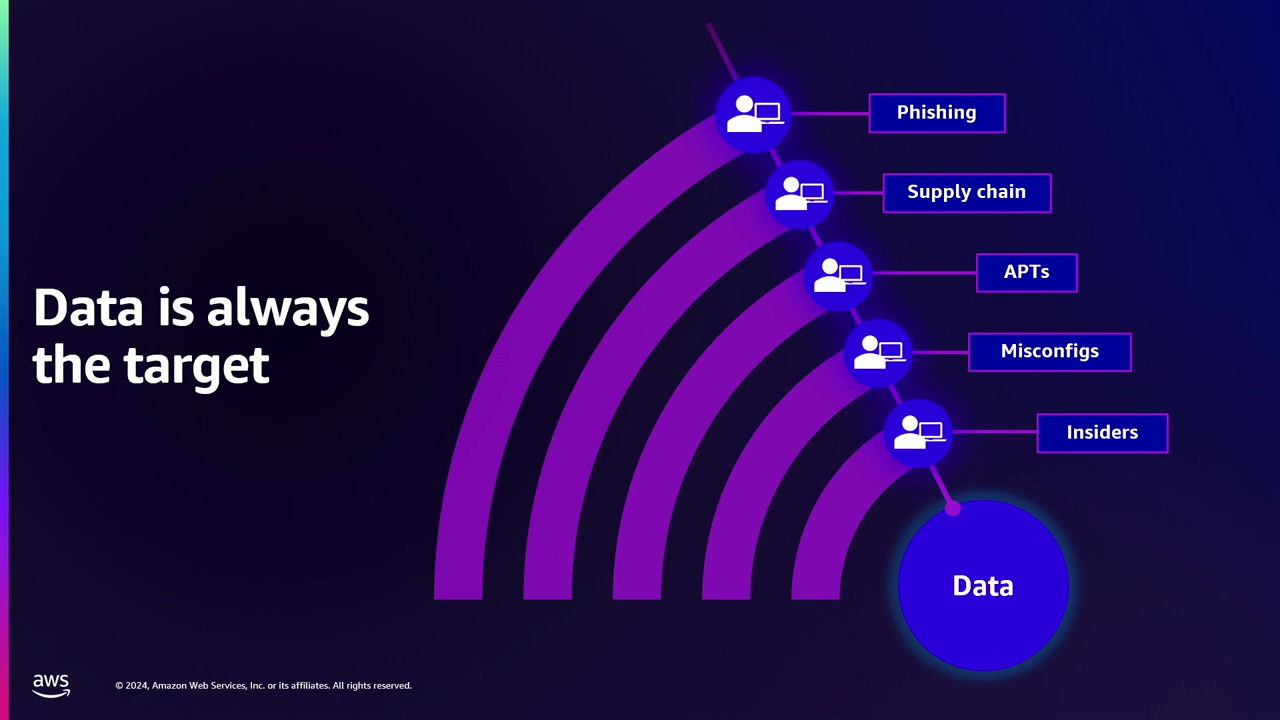 Data is always
the target
Phishing
Supply chain
APTs
Misconfigs
Insiders
Data
aws
© 2024, Amazon Web Services, Inc. or its affiliates. All rights reserved.